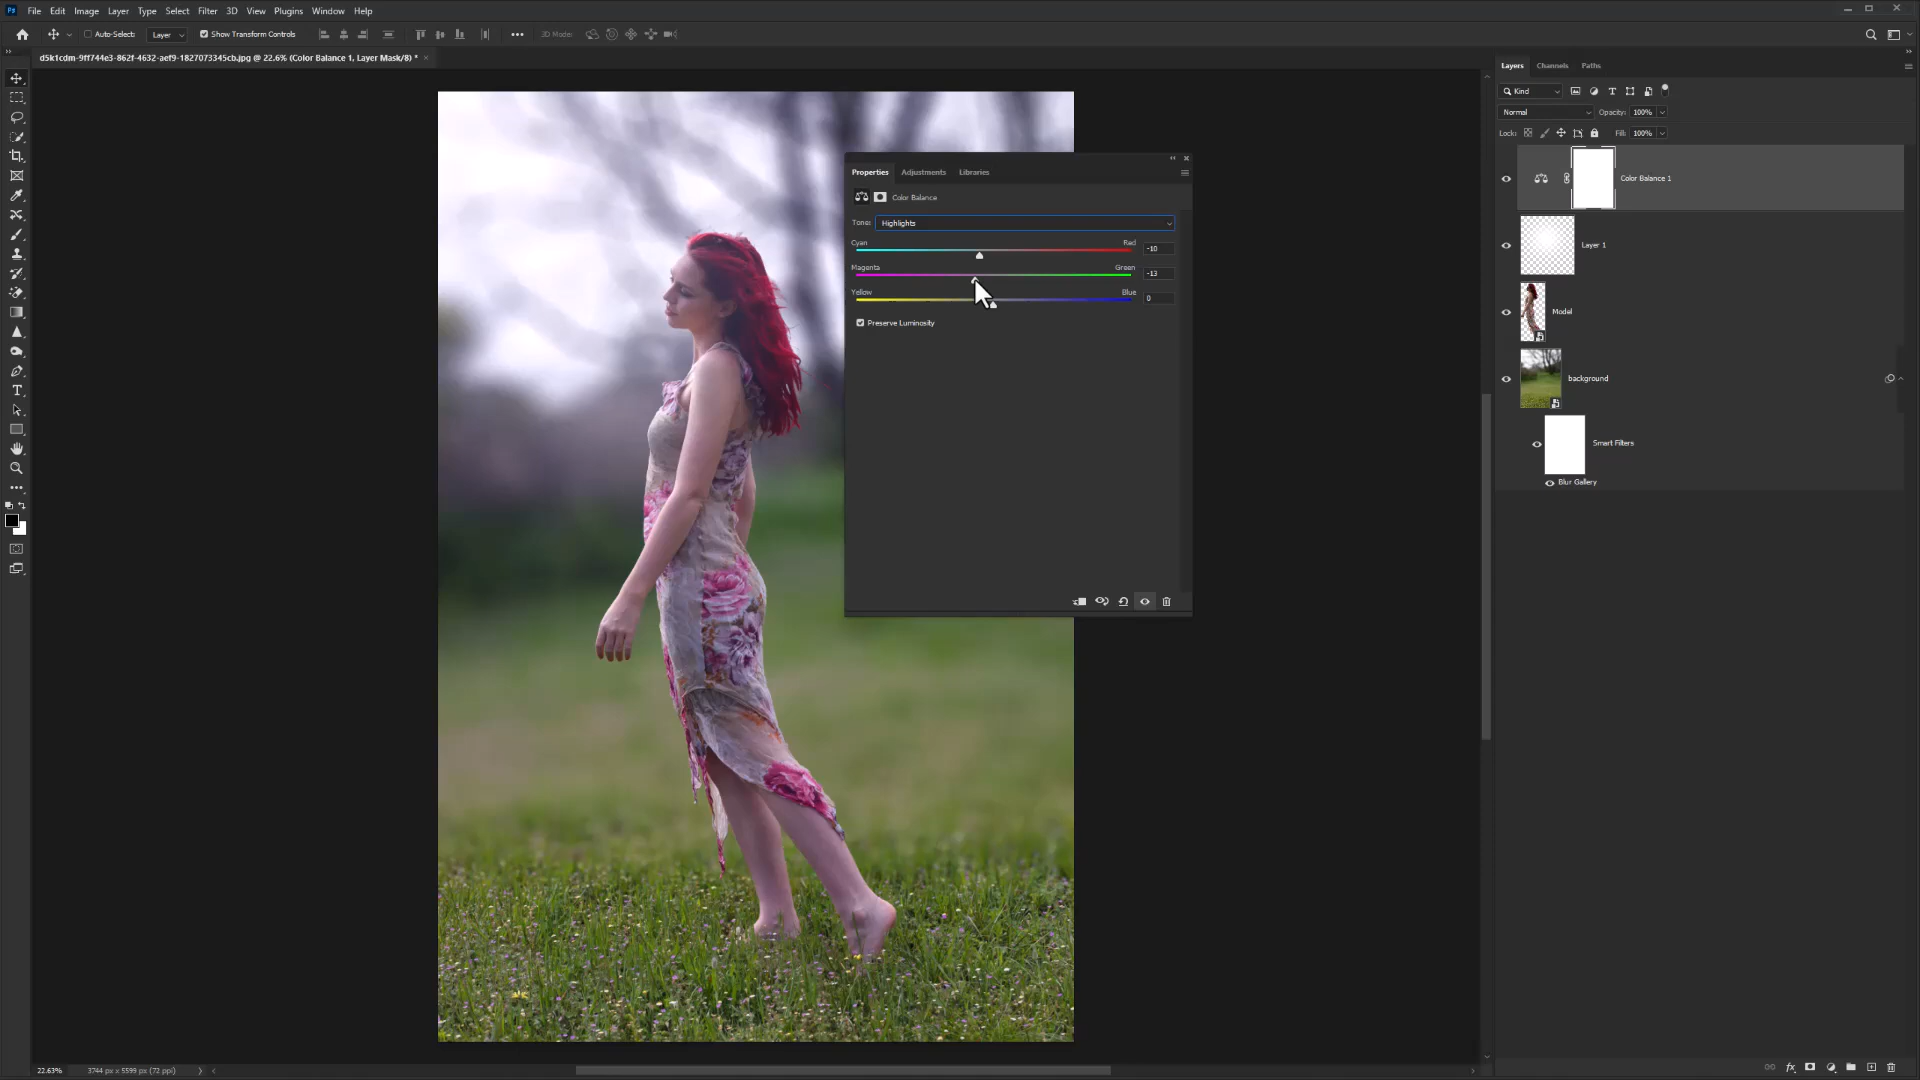 Ps File Edit Image Layer Type Select Filter 3D View Plugins Window Help
Auto-Select: Layer Show Transform Controls 3D Mode:
d5k1cdm-9ff744e3-862f-4632-aef9-1827073345cb.jpg @ 22.6% (Color Balance 1, Layer Mask/8) *
Layers Channels Paths
Kind
Normal Opacity: 100%
Lock: Fill: 100%
Color Balance 1
Layer 1
Model
background
Smart Filters
Blur Gallery
Properties Adjustments Libraries
Color Balance
Tone: Highlights
Cyan Red -10
Magenta Green -13
Yellow Blue 0
Preserve Luminosity
22.63% 3744 px x 5599 px (72 ppi)